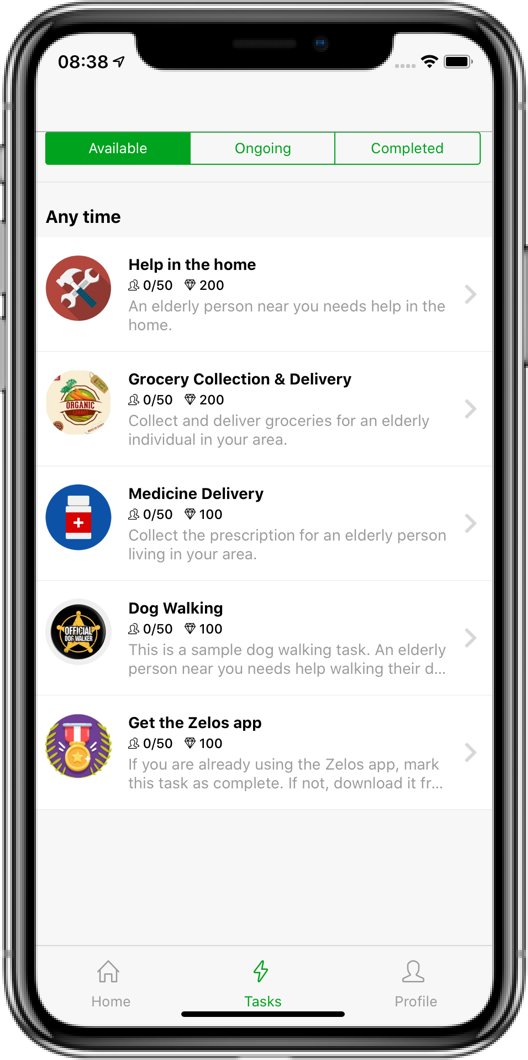 08:38
Available Ongoing Completed
Any time
Help in the home
0/50 200
An elderly person near you needs help in the
home.
ORGANIC
Grocery Collection & Delivery
0/50 200
Collect and deliver groceries for an elderly
individual in your area.
Medicine Delivery
0/50 100
Collect the prescription for an elderly person
living in your area.
OFFICIAL
DOG WALKER
Dog Walking
0/50 100
This is a sample dog walking task. An elderly
person near you needs help walking their d...
Get the Zelos app
0/50 100
If you are already using the Zelos app, mark
this task as complete. If not, download it fr...
Home Tasks Profile